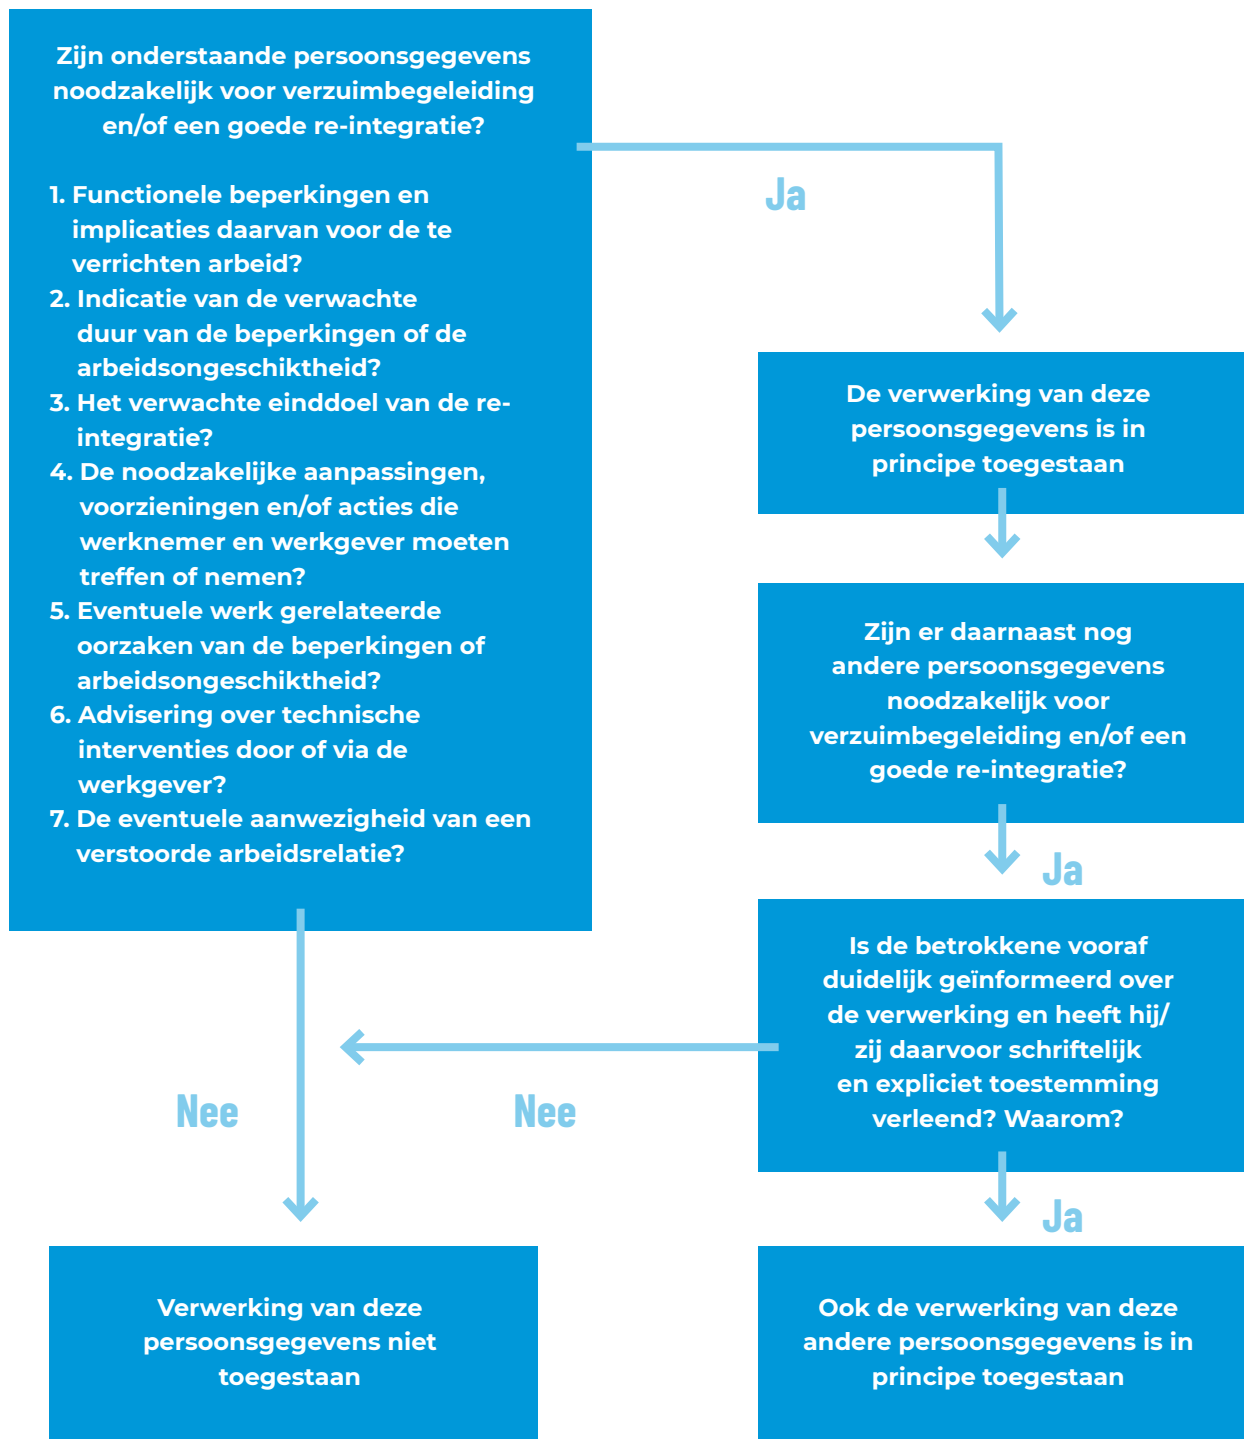 Zijn onderstaande persoonsgegevens
noodzakelijk voor verzuimbegeleiding
en/of een goede re-integratie?
1. Functionele beperkingen en
implicaties daarvan voor de te
verrichten arbeid?
2. Indicatie van de verwachte
duur van de beperkingen of de
arbeidsongeschiktheid?
3. Het verwachte einddoel van de re-
integratie?
4. De noodzakelijke aanpassingen,
voorzieningen en/of acties die
werknemer en werkgever moeten
treffen of nemen?
5. Eventuele werk gerelateerde
oorzaken van de beperkingen of
arbeidsongeschiktheid?
6. Advisering over technische
interventies door of via de
werkgever?
7. De eventuele aanwezigheid van een
verstoorde arbeidsrelatie?
Ja
De verwerking van deze
persoonsgegevens is in
principe toegestaan
Zijn er daarnaast nog
andere persoonsgegevens
noodzakelijk voor
verzuimbegeleiding en/of een
goede re-integratie?
Ja
Is de betrokkene vooraf
duidelijk geïnformeerd over
de verwerking en heeft hij/
zij daarvoor schriftelijk
en expliciet toestemming
verleend? Waarom?
Nee
Nee
Ja
Verwerking van deze
persoonsgegevens niet
toegestaan
Ook de verwerking van deze
andere persoonsgegevens is in
principe toegestaan